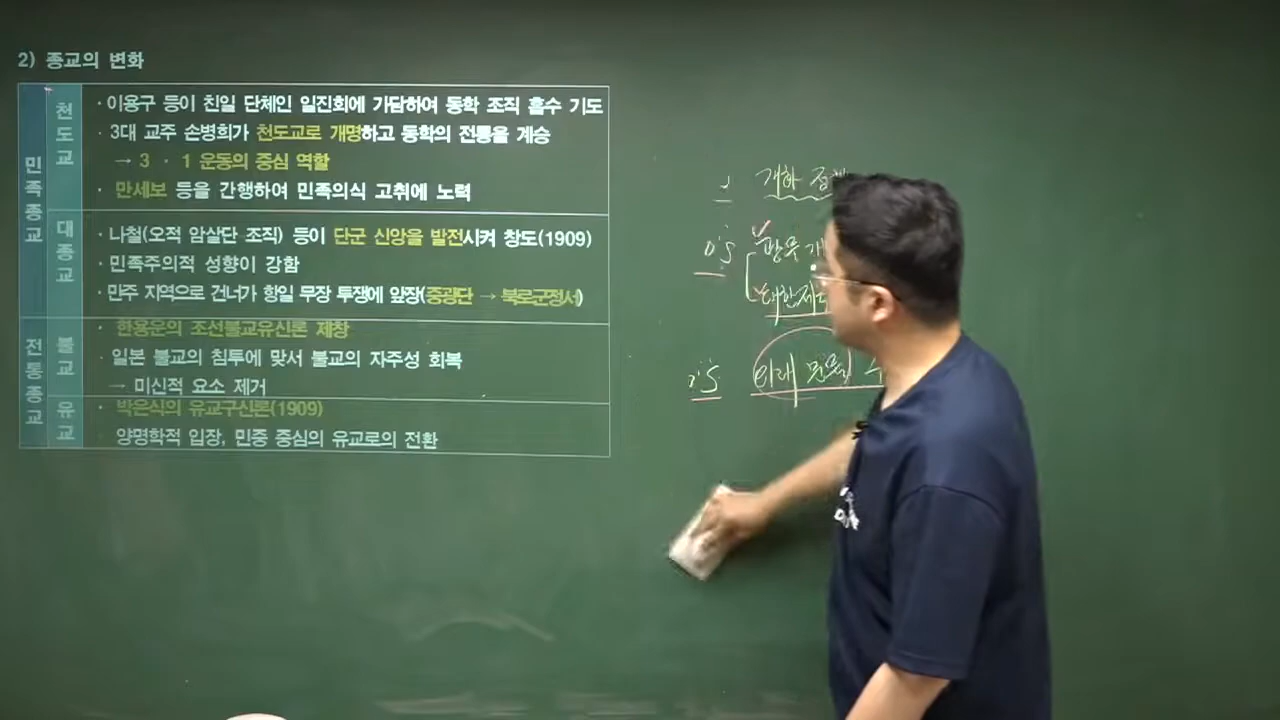 2) 종교의 변화
민족종교
천도교
· 이용구 등이 친일 단체인 일진회에 가담하여 동학 조직 흡수 기도
· 3대 교주 손병희가 천도교로 개명하고 동학의 전통을 계승
→ 3 · 1 운동의 중심 역할
· 만세보 등을 간행하여 민족의식 고취에 노력
대종교
· 나철(오적 암살단 조직) 등이 단군 신앙을 발전시켜 창도(1909)
· 민족주의적 성향이 강함
· 만주 지역으로 건너가 항일 무장 투쟁에 앞장(중광단 → 북로군정서)
전통종교
불교
· 한용운의 조선불교유신론 제창
· 일본 불교의 침투에 맞서 불교의 자주성 회복
→ 미신적 요소 제거
유교
· 박은식의 유교구신론(1909)
양명학적 입장, 민중 중심의 유교로의 전환
개화 정책
광무 개
대한제